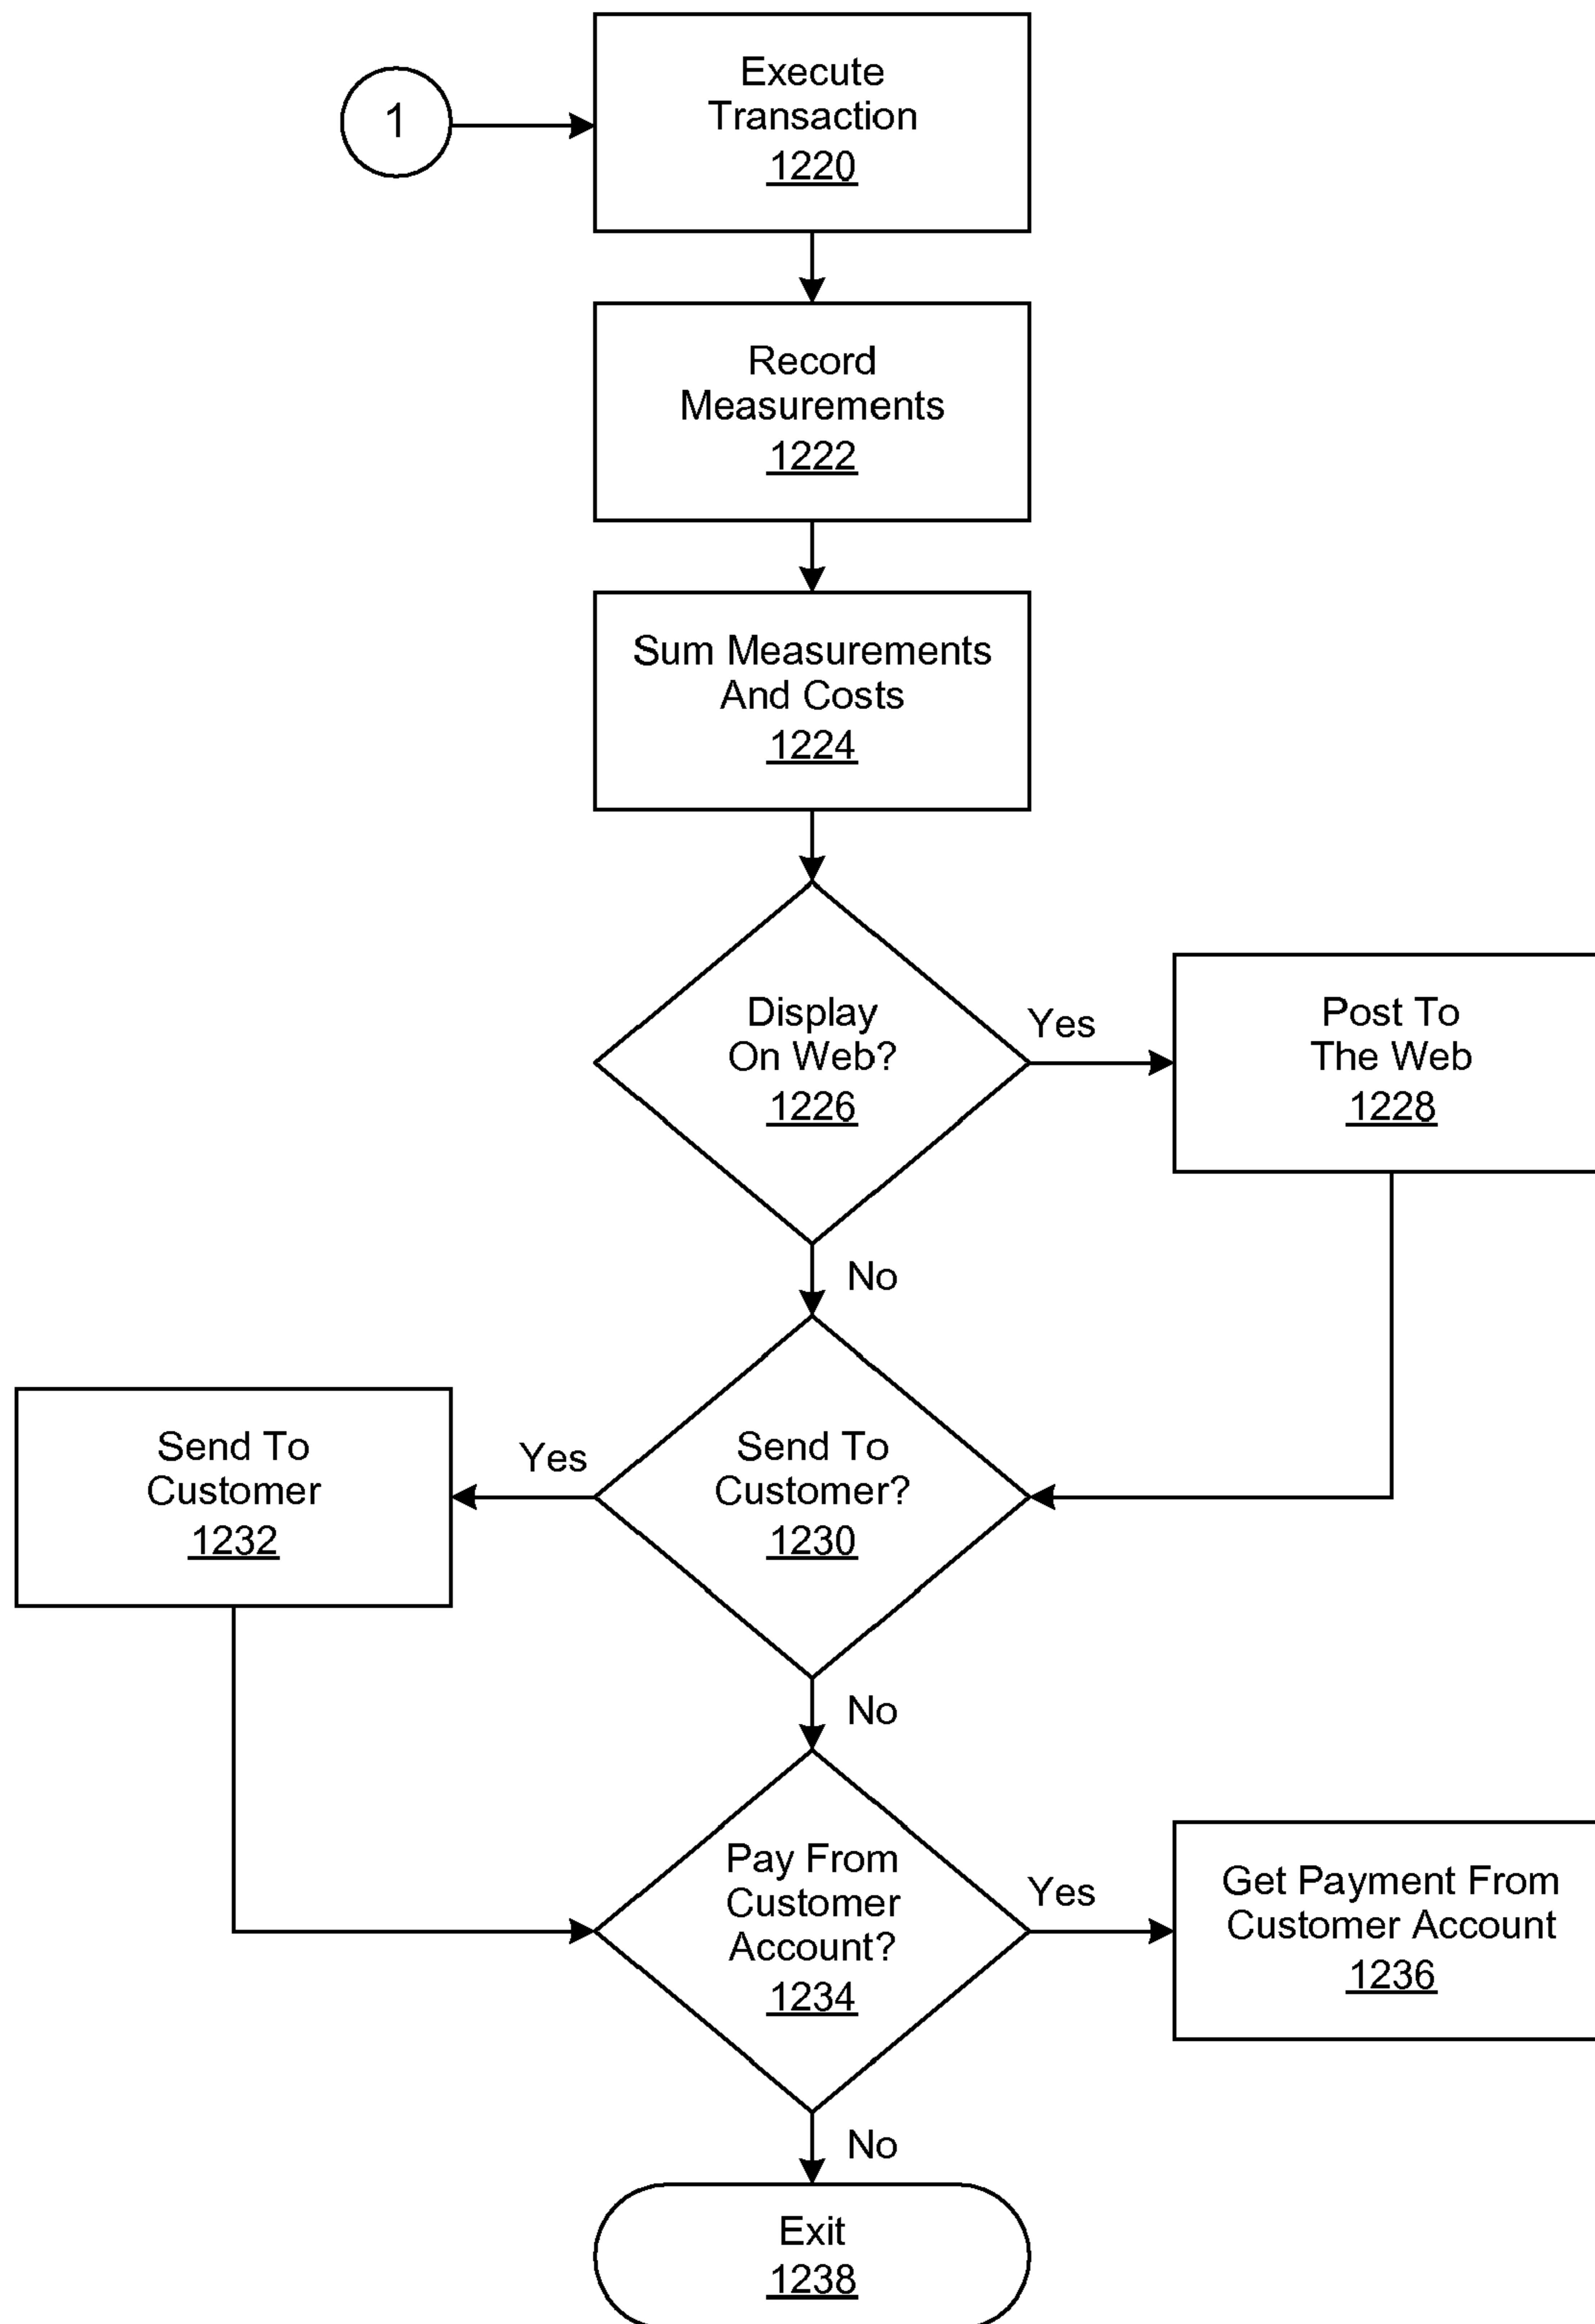 1
Execute
Transaction
1220
Record
Measurements
1222
Sum Measurements
And Costs
1224
Display
On Web?
1226
Yes
Post To
The Web
1228
No
Send To
Customer?
1230
Yes
Send To
Customer
1232
No
Pay From
Customer
Account?
1234
Yes
Get Payment From
Customer Account
1236
No
Exit
1238